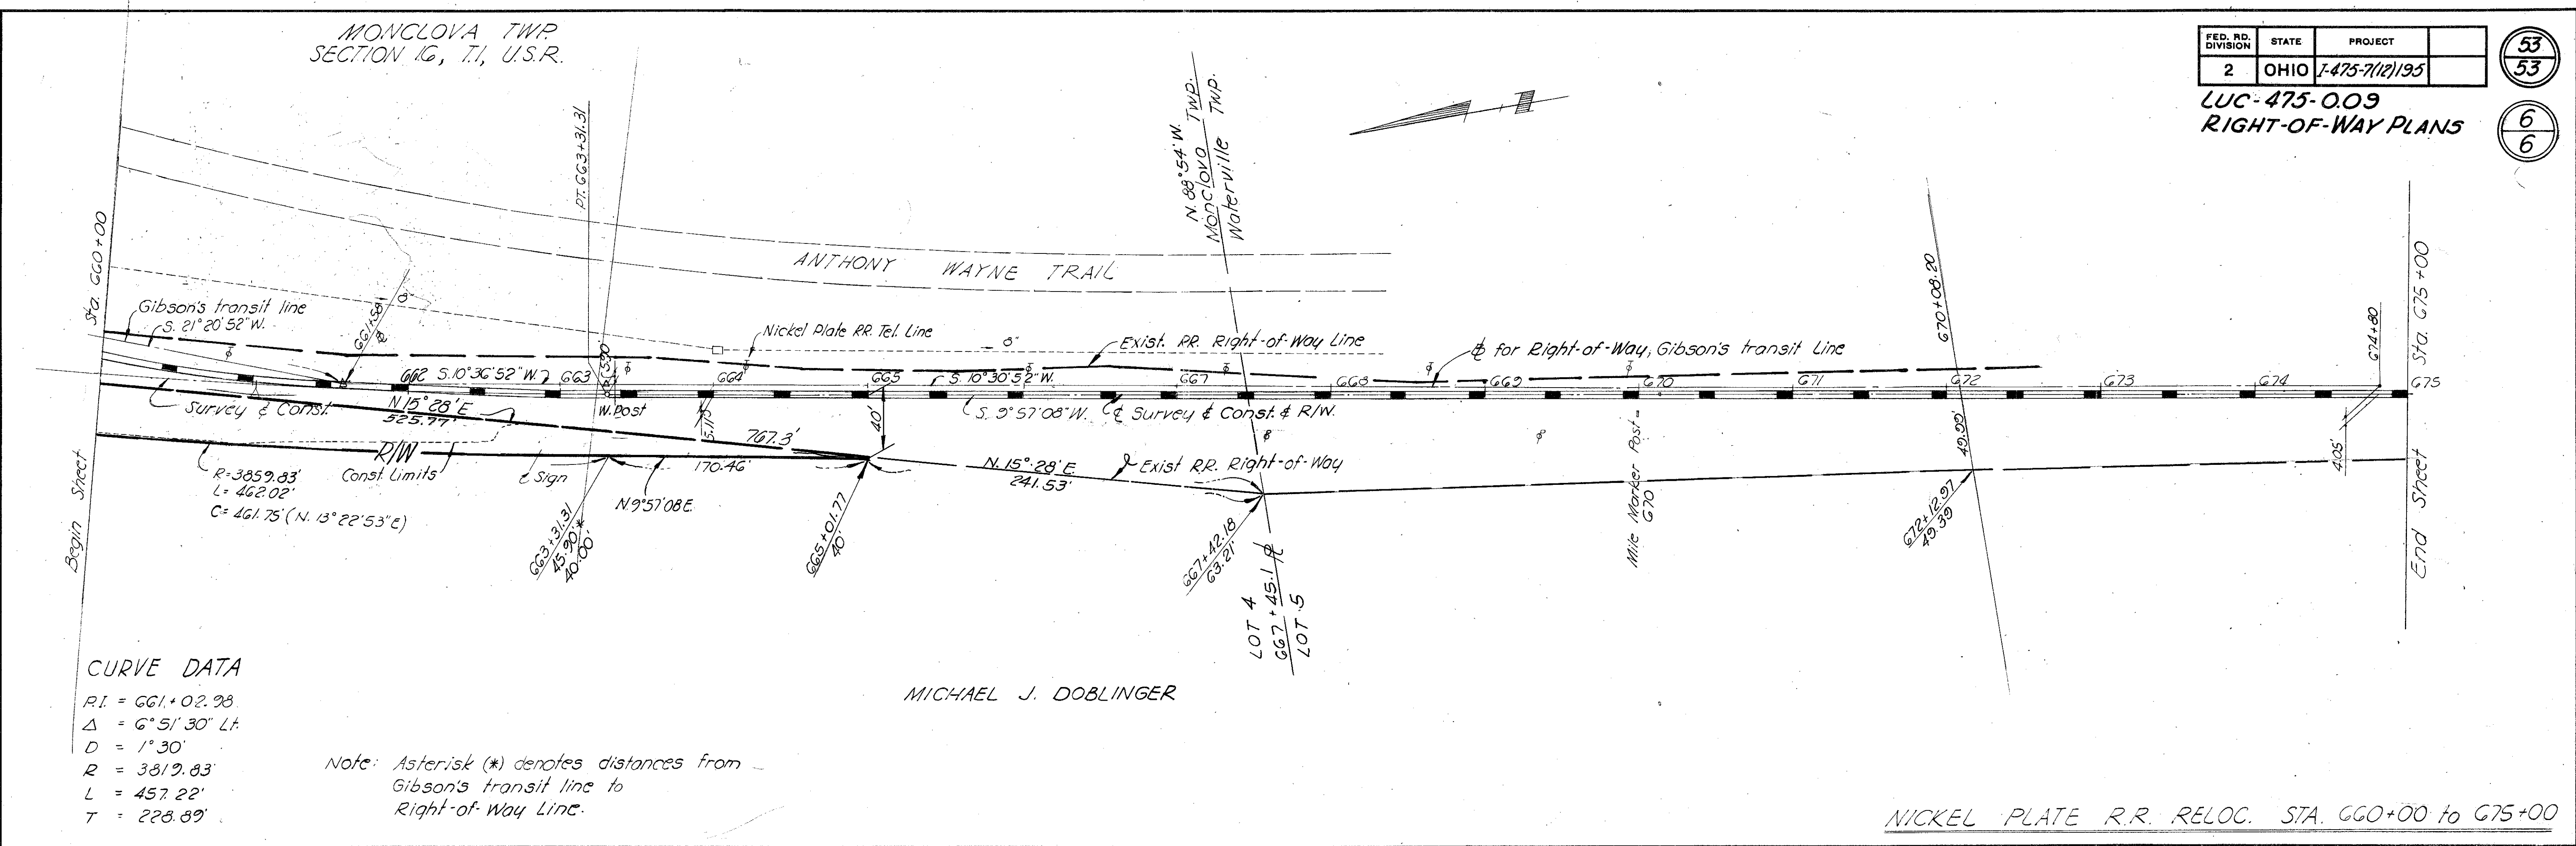 MONCLOVA TWP.
SECTION 16, T.1, U.S.R.
FED. RD. DIVISION STATE PROJECT
2 OHIO I-475-7(12)195
53
53
LUC-475-0.09
RIGHT-OF-WAY PLANS
6
6
Sta. 660+00
P.T. 663+31.31
N. 88° 54' W.
Monclova Twp.
Waterville Twp.
ANTHONY WAYNE TRAIL
Gibson's transit line
S. 21° 20' 52" W.
661+58
8'
Nickel Plate RR. Tel. Line
Exist. RR. Right-of-Way Line
₵ for Right-of-Way, Gibson's transit Line
670+08.20
674+80
Sta. 675+00
662 S. 10° 36' 52" W. 663 664 665 S. 10° 30' 52" W. 667 668 669 670 671 672 673 674 675
5.90
Survey & Const.
N 15° 28' E
525.77'
W. Post
5.11'
767.3'
40'
S. 9° 57' 08" W.
₵ Survey & Const. & R/W.
Mile Marker Post
670
49.99'
4.05'
R/W
Const. Limits
R = 3859.83'
L = 462.02'
C = 461.75' (N. 13° 22' 53" E)
Sign
170.46'
N. 9° 57' 08 E.
N. 15° 28' E.
241.53'
Exist RR. Right-of-Way
663+31.31
45.90' *
40.00'
665+01.77
40'
667+42.18
63.21'
672+12.97
49.39
LOT 4
667+45.1
LOT 5
Begin Sheet
End Sheet
CURVE DATA
P.I. = 661+02.98
Δ = 6° 51' 30" Lt.
D = 1° 30'
R = 3819.83'
L = 457.22'
T = 228.89'
Note: Asterisk (*) denotes distances from
Gibson's transit line to
Right-of-Way Line.
MICHAEL J. DOBLINGER
NICKEL PLATE R.R. RELOC. STA. 660+00 to 675+00